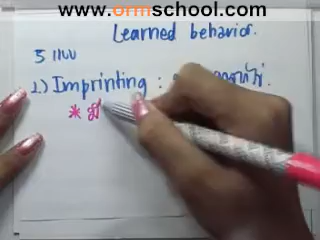 www.ormschool.com
Learned behavior.
5 แบบ
1) Imprinting :
*